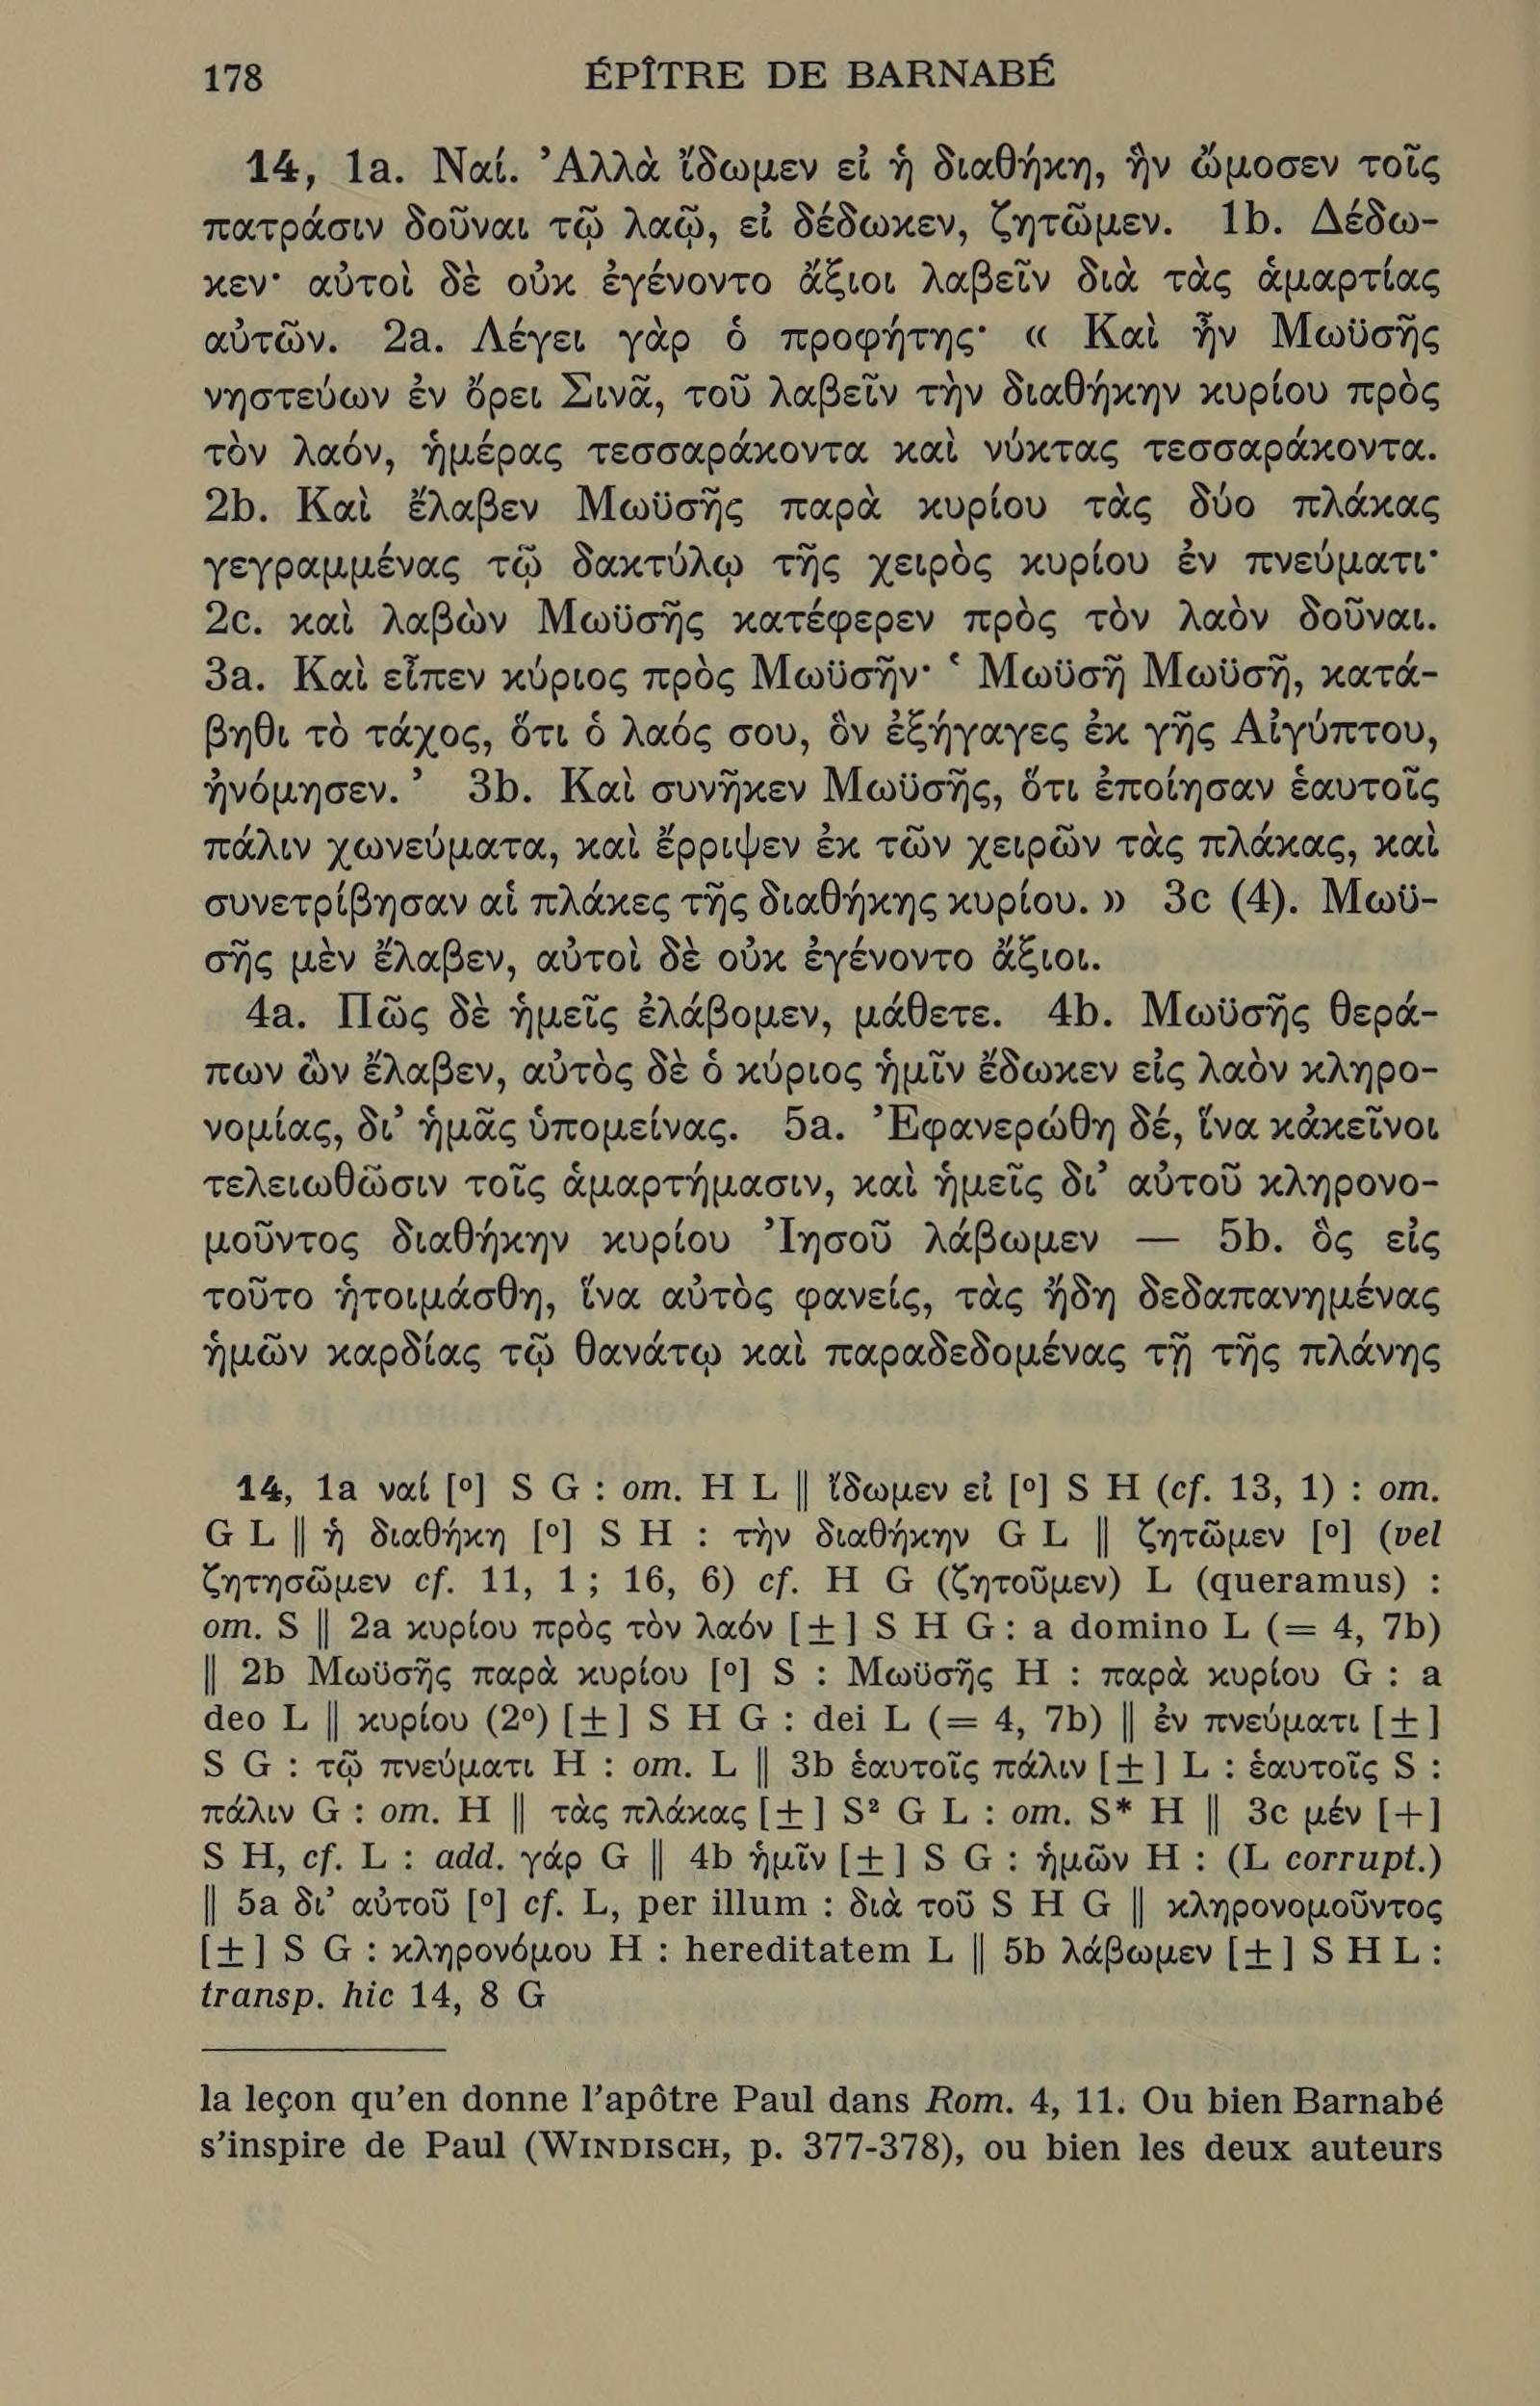 178 ÉPÎTRE DE BARNABÉ
14, 1a. Ναί. Ἀλλὰ ἴδωμεν εἰ ἡ διαθήκη, ἣν ὤμοσεν τοῖς
πατράσιν δοῦναι τῷ λαῷ, εἰ δέδωκεν, ζητῶμεν. 1b. Δέδω-
κεν· αὐτοὶ δὲ οὐκ ἐγένοντο ἄξιοι λαβεῖν διὰ τὰς ἁμαρτίας
αὐτῶν. 2a. Λέγει γὰρ ὁ προφήτης· « Καὶ ἦν Μωϋσῆς
νηστεύων ἐν ὄρει Σινᾶ, τοῦ λαβεῖν τὴν διαθήκην κυρίου πρὸς
τὸν λαόν, ἡμέρας τεσσαράκοντα καὶ νύκτας τεσσαράκοντα.
2b. Καὶ ἔλαβεν Μωϋσῆς παρὰ κυρίου τὰς δύο πλάκας
γεγραμμένας τῷ δακτύλῳ τῆς χειρὸς κυρίου ἐν πνεύματι·
2c. καὶ λαβὼν Μωϋσῆς κατέφερεν πρὸς τὸν λαὸν δοῦναι.
3a. Καὶ εἶπεν κύριος πρὸς Μωϋσῆν· ‛ Μωϋσῆ Μωϋσῆ, κατά-
βηθι τὸ τάχος, ὅτι ὁ λαός σου, ὃν ἐξήγαγες ἐκ γῆς Αἰγύπτου,
ἠνόμησεν. ’ 3b. Καὶ συνῆκεν Μωϋσῆς, ὅτι ἐποίησαν ἑαυτοῖς
πάλιν χωνεύματα, καὶ ἔρριψεν ἐκ τῶν χειρῶν τὰς πλάκας, καὶ
συνετρίβησαν αἱ πλάκες τῆς διαθήκης κυρίου. » 3c (4). Μωϋ-
σῆς μὲν ἔλαβεν, αὐτοὶ δὲ οὐκ ἐγένοντο ἄξιοι.
4a. Πῶς δὲ ἡμεῖς ἐλάβομεν, μάθετε. 4b. Μωϋσῆς θερά-
πων ὢν ἔλαβεν, αὐτὸς δὲ ὁ κύριος ἡμῖν ἔδωκεν εἰς λαὸν κληρο-
νομίας, δι’ ἡμᾶς ὑπομείνας. 5a. Ἐφανερώθη δέ, ἵνα κἀκεῖνοι
τελειωθῶσιν τοῖς ἁμαρτήμασιν, καὶ ἡμεῖς δι’ αὐτοῦ κληρονο-
μοῦντος διαθήκην κυρίου Ἰησοῦ λάβωμεν — 5b. ὃς εἰς
τοῦτο ἡτοιμάσθη, ἵνα αὐτὸς φανείς, τὰς ἤδη δεδαπανημένας
ἡμῶν καρδίας τῷ θανάτῳ καὶ παραδεδομένας τῇ τῆς πλάνης
14, 1a ναί [°] S G : om. H L || ἴδωμεν εἰ [°] S H (cf. 13, 1) : om.
G L || ἡ διαθήκη [°] S H : τὴν διαθήκην G L || ζητῶμεν [°] (vel
ζητησῶμεν cf. 11, 1 ; 16, 6) cf. H G (ζητοῦμεν) L (queramus) :
om. S || 2a κυρίου πρὸς τὸν λαόν [±] S H G : a domino L (= 4, 7b)
|| 2b Μωϋσῆς παρὰ κυρίου [°] S : Μωϋσῆς H : παρὰ κυρίου G : a
deo L || κυρίου (2°) [±] S H G : dei L (= 4, 7b) || ἐν πνεύματι [±]
S G : τῷ πνεύματι H : om. L || 3b ἑαυτοῖς πάλιν [±] L : ἑαυτοῖς S :
πάλιν G : om. H || τὰς πλάκας [±] S² G L : om. S* H || 3c μέν [+]
S H, cf. L : add. γάρ G || 4b ἡμῖν [±] S G : ἡμῶν H : (L corrupt.)
|| 5a δι’ αὐτοῦ [°] cf. L, per illum : διὰ τοῦ S H G || κληρονομοῦντος
[±] S G : κληρονόμου H : hereditatem L || 5b λάβωμεν [±] S H L :
transp. hic 14, 8 G
la leçon qu’en donne l’apôtre Paul dans Rom. 4, 11. Ou bien Barnabé
s’inspire de Paul (WINDISCH, p. 377-378), ou bien les deux auteurs